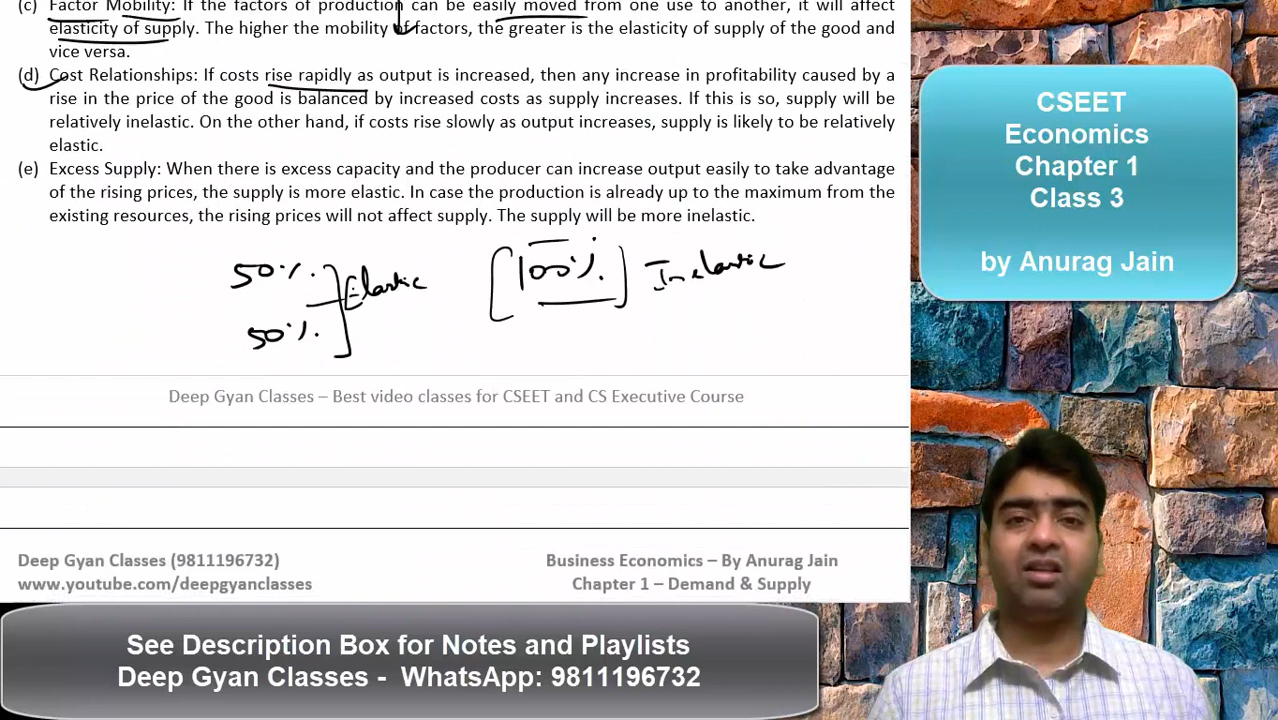 (c) Factor Mobility: If the factors of production can be easily moved from one use to another, it will affect
elasticity of supply. The higher the mobility of factors, the greater is the elasticity of supply of the good and
vice versa.
(d) Cost Relationships: If costs rise rapidly as output is increased, then any increase in profitability caused by a
rise in the price of the good is balanced by increased costs as supply increases. If this is so, supply will be
relatively inelastic. On the other hand, if costs rise slowly as output increases, supply is likely to be relatively
elastic.
(e) Excess Supply: When there is excess capacity and the producer can increase output easily to take advantage
of the rising prices, the supply is more elastic. In case the production is already up to the maximum from the
existing resources, the rising prices will not affect supply. The supply will be more inelastic.
50% Elastic [100%] Inelastic
50%
Deep Gyan Classes – Best video classes for CSEET and CS Executive Course
Deep Gyan Classes (9811196732) Business Economics – By Anurag Jain
www.youtube.com/deepgyanclasses Chapter 1 – Demand & Supply
See Description Box for Notes and Playlists
Deep Gyan Classes - WhatsApp: 9811196732
CSEET
Economics
Chapter 1
Class 3
by Anurag Jain